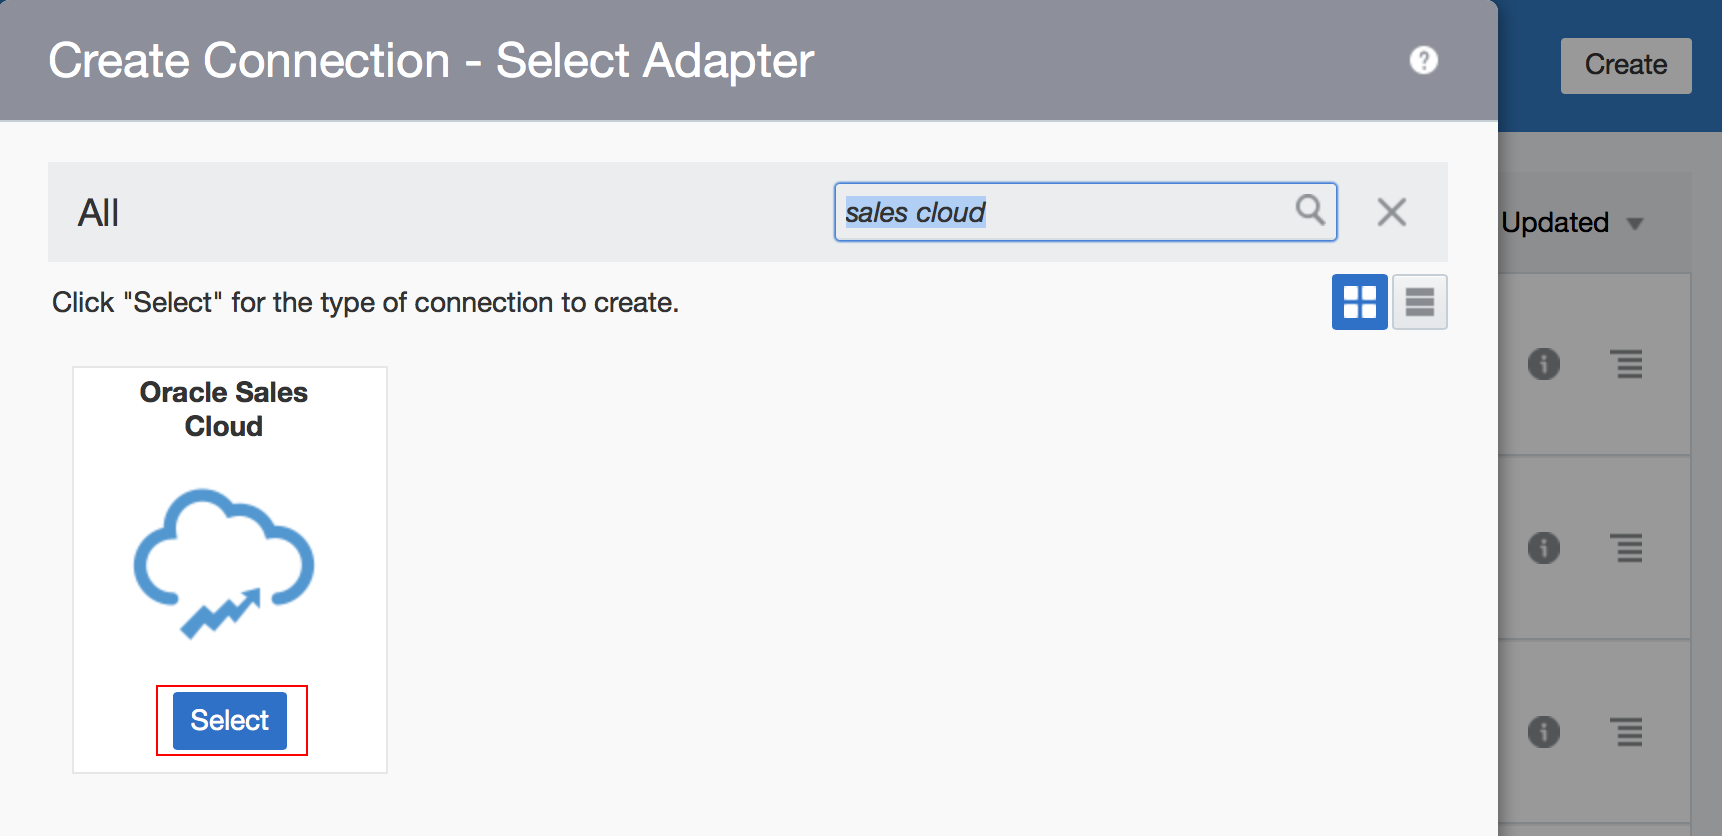 Create Connection - Select Adapter
Create
All
sales cloud
Updated
Click "Select" for the type of connection to create.
Oracle Sales
Cloud
Select